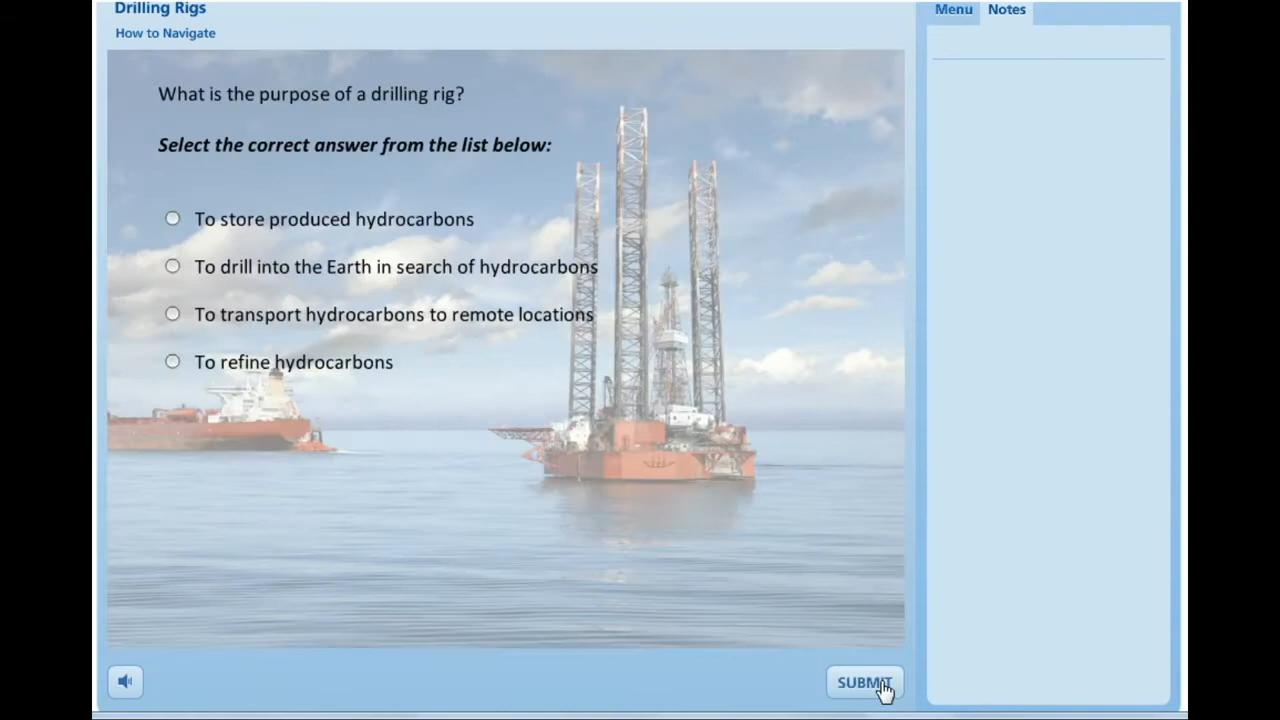 Drilling Rigs
How to Navigate
Menu Notes
What is the purpose of a drilling rig?
Select the correct answer from the list below:
To store produced hydrocarbons
To drill into the Earth in search of hydrocarbons
To transport hydrocarbons to remote locations
To refine hydrocarbons
SUBMIT